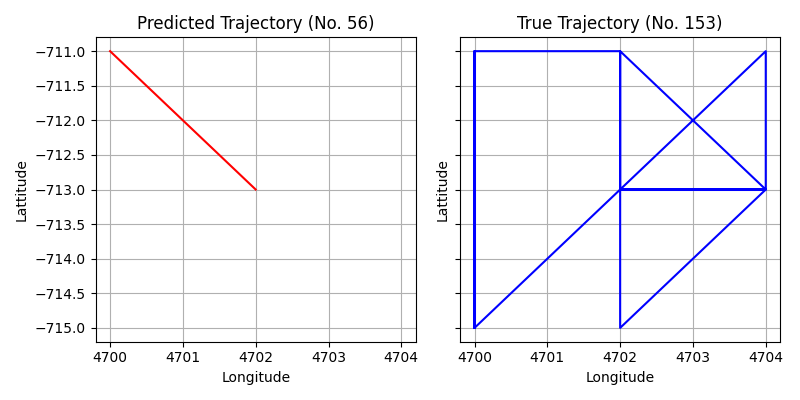 Predicted Trajectory (No. 56)
−711.0
−711.5
−712.0
−712.5
−713.0
−713.5
−714.0
−714.5
−715.0
Lattitude
4700 4701 4702 4703 4704
Longitude
True Trajectory (No. 153)
Lattitude
4700 4701 4702 4703 4704
Longitude